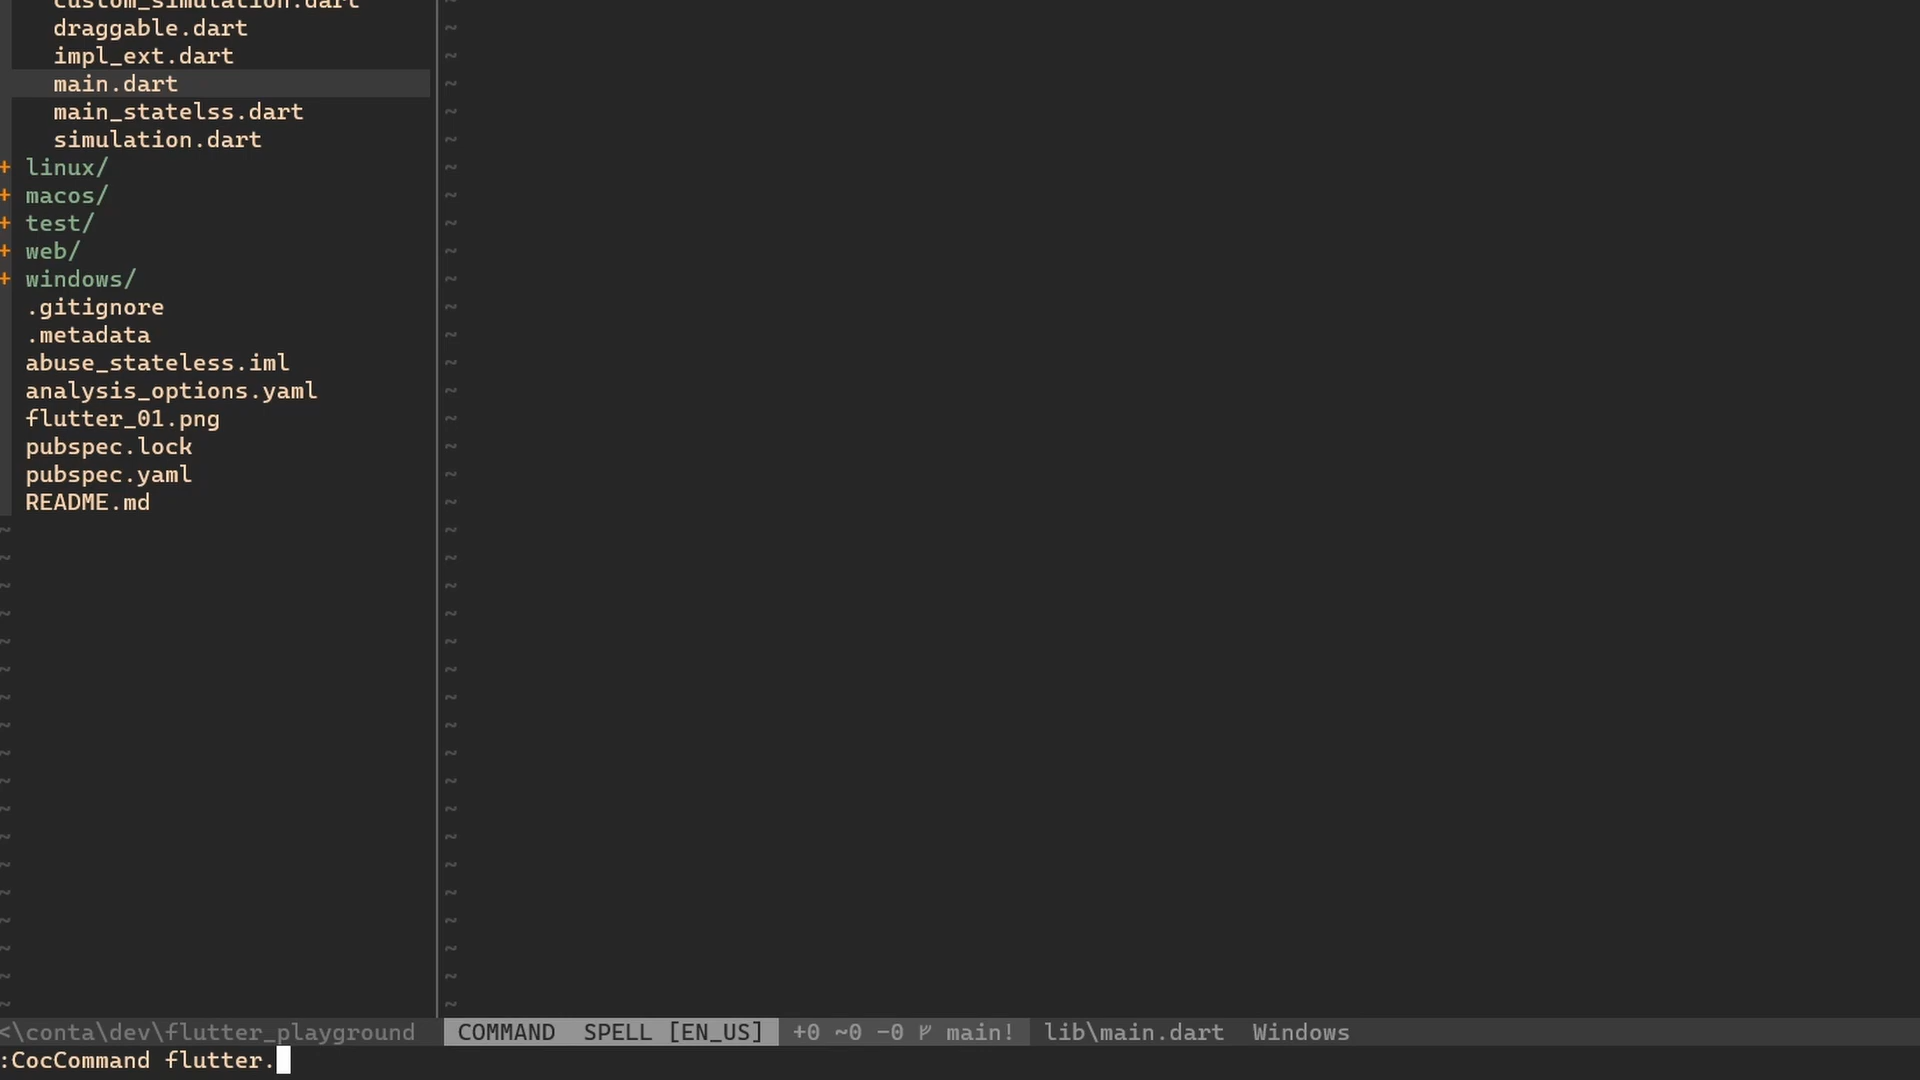 custom_simulation.dart
draggable.dart
impl_ext.dart
main.dart
main_statelss.dart
simulation.dart
+ linux/
+ macos/
+ test/
+ web/
+ windows/
.gitignore
.metadata
abuse_stateless.iml
analysis_options.yaml
flutter_01.png
pubspec.lock
pubspec.yaml
README.md
<\conta\dev\flutter_playground COMMAND SPELL [EN_US] +0 ~0 -0 ᚠ main! lib\main.dart Windows
:CocCommand flutter.